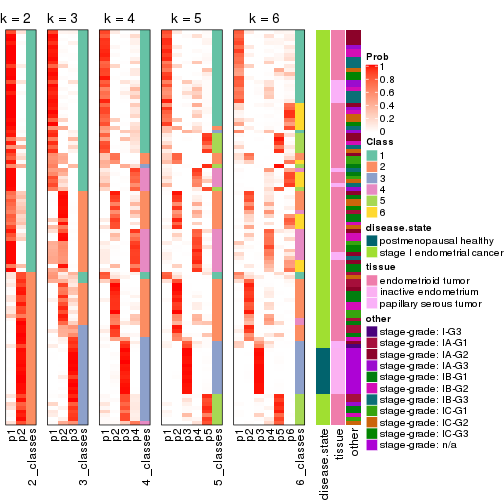 k = 2
k = 3
k = 4
k = 5
k = 6
Prob
1
0.8
0.6
0.4
0.2
0
Class
1
2
3
4
5
6
disease.state
postmenopausal healthy
stage I endometrial cancer
tissue
endometrioid tumor
inactive endometrium
papillary serous tumor
other
stage-grade: I-G3
stage-grade: IA-G1
stage-grade: IA-G2
stage-grade: IA-G3
stage-grade: IB-G1
stage-grade: IB-G2
stage-grade: IB-G3
stage-grade: IC-G1
stage-grade: IC-G2
stage-grade: IC-G3
stage-grade: n/a
p1
p2
2_classes
p1
p2
p3
3_classes
p1
p2
p3
p4
4_classes
p1
p2
p3
p4
p5
5_classes
p1
p2
p3
p4
p5
p6
6_classes
disease.state
tissue
other